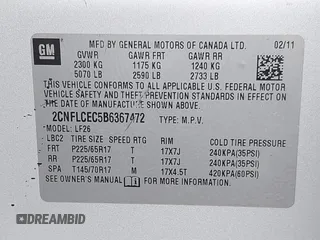 GM
MFD BY GENERAL MOTORS OF CANADA LTD. 02/11
GVWR GAWR FRT GAWR RR
2300 KG 1175 KG 1240 KG
5070 LB 2590 LB 2733 LB
THIS VEHICLE CONFORMS TO ALL APPLICABLE U.S. FEDERAL MOTOR
VEHICLE SAFETY AND THEFT PREVENTION STANDARDS IN EFFECT ON
THE DATE OF MANUFACTURE SHOWN ABOVE.
2CNFLCEC5B6367472 TYPE: M.P.V.
MODEL: LF26
LBC2 TIRE SIZE SPEED RTG RIM COLD TIRE PRESSURE
FRT P225/65R17 T 17X7J 240KPA(35PSI)
RR P225/65R17 T 17X7J 240KPA(35PSI)
SPA T145/70R17 M 17X4.5T 420KPA(60PSI)
SEE OWNER'S MANUAL
DREAMBID